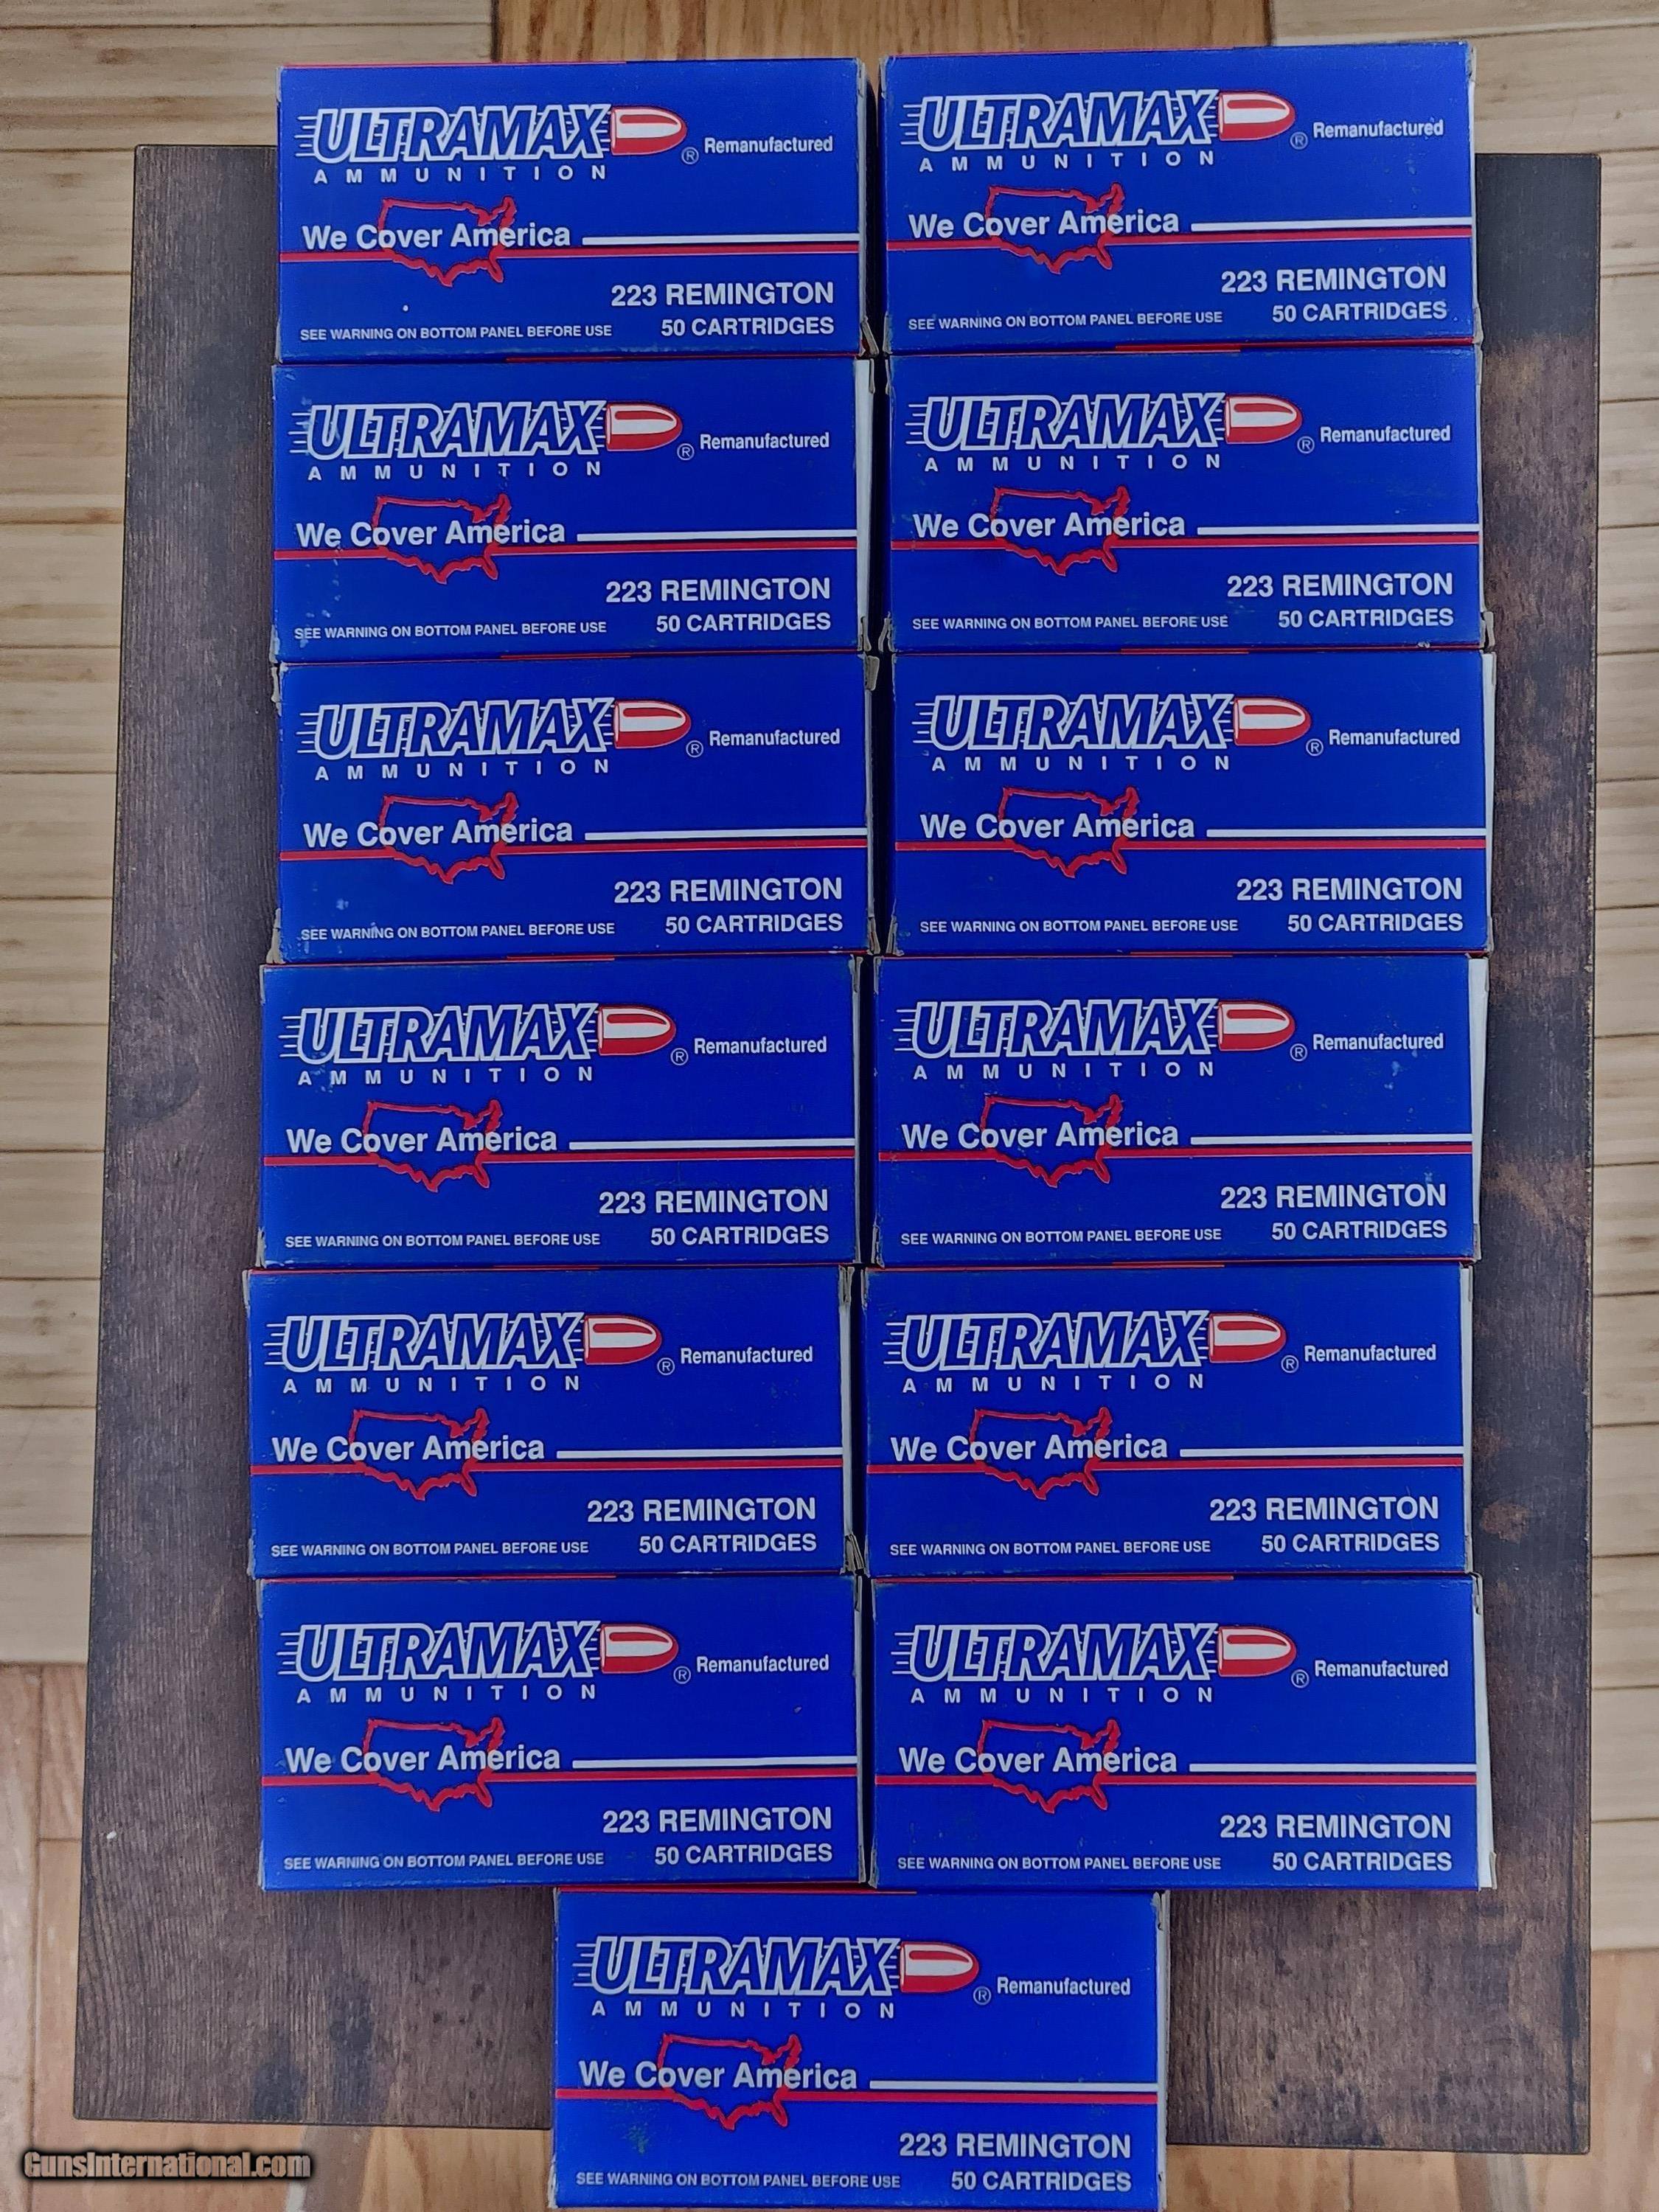 ULTRAMAX ® Remanufactured
AMMUNITION
We Cover America
223 REMINGTON
SEE WARNING ON BOTTOM PANEL BEFORE USE 50 CARTRIDGES
ULTRAMAX ® Remanufactured
AMMUNITION
We Cover America
223 REMINGTON
SEE WARNING ON BOTTOM PANEL BEFORE USE 50 CARTRIDGES
ULTRAMAX ® Remanufactured
AMMUNITION
We Cover America
223 REMINGTON
SEE WARNING ON BOTTOM PANEL BEFORE USE 50 CARTRIDGES
ULTRAMAX ® Remanufactured
AMMUNITION
We Cover America
223 REMINGTON
SEE WARNING ON BOTTOM PANEL BEFORE USE 50 CARTRIDGES
ULTRAMAX ® Remanufactured
AMMUNITION
We Cover America
223 REMINGTON
SEE WARNING ON BOTTOM PANEL BEFORE USE 50 CARTRIDGES
ULTRAMAX ® Remanufactured
AMMUNITION
We Cover America
223 REMINGTON
SEE WARNING ON BOTTOM PANEL BEFORE USE 50 CARTRIDGES
ULTRAMAX ® Remanufactured
AMMUNITION
We Cover America
223 REMINGTON
SEE WARNING ON BOTTOM PANEL BEFORE USE 50 CARTRIDGES
ULTRAMAX ® Remanufactured
AMMUNITION
We Cover America
223 REMINGTON
SEE WARNING ON BOTTOM PANEL BEFORE USE 50 CARTRIDGES
ULTRAMAX ® Remanufactured
AMMUNITION
We Cover America
223 REMINGTON
SEE WARNING ON BOTTOM PANEL BEFORE USE 50 CARTRIDGES
ULTRAMAX ® Remanufactured
AMMUNITION
We Cover America
223 REMINGTON
SEE WARNING ON BOTTOM PANEL BEFORE USE 50 CARTRIDGES
ULTRAMAX ® Remanufactured
AMMUNITION
We Cover America
223 REMINGTON
SEE WARNING ON BOTTOM PANEL BEFORE USE 50 CARTRIDGES
ULTRAMAX ® Remanufactured
AMMUNITION
We Cover America
223 REMINGTON
SEE WARNING ON BOTTOM PANEL BEFORE USE 50 CARTRIDGES
ULTRAMAX ® Remanufactured
AMMUNITION
We Cover America
223 REMINGTON
SEE WARNING ON BOTTOM PANEL BEFORE USE 50 CARTRIDGES
GunsInternational.com